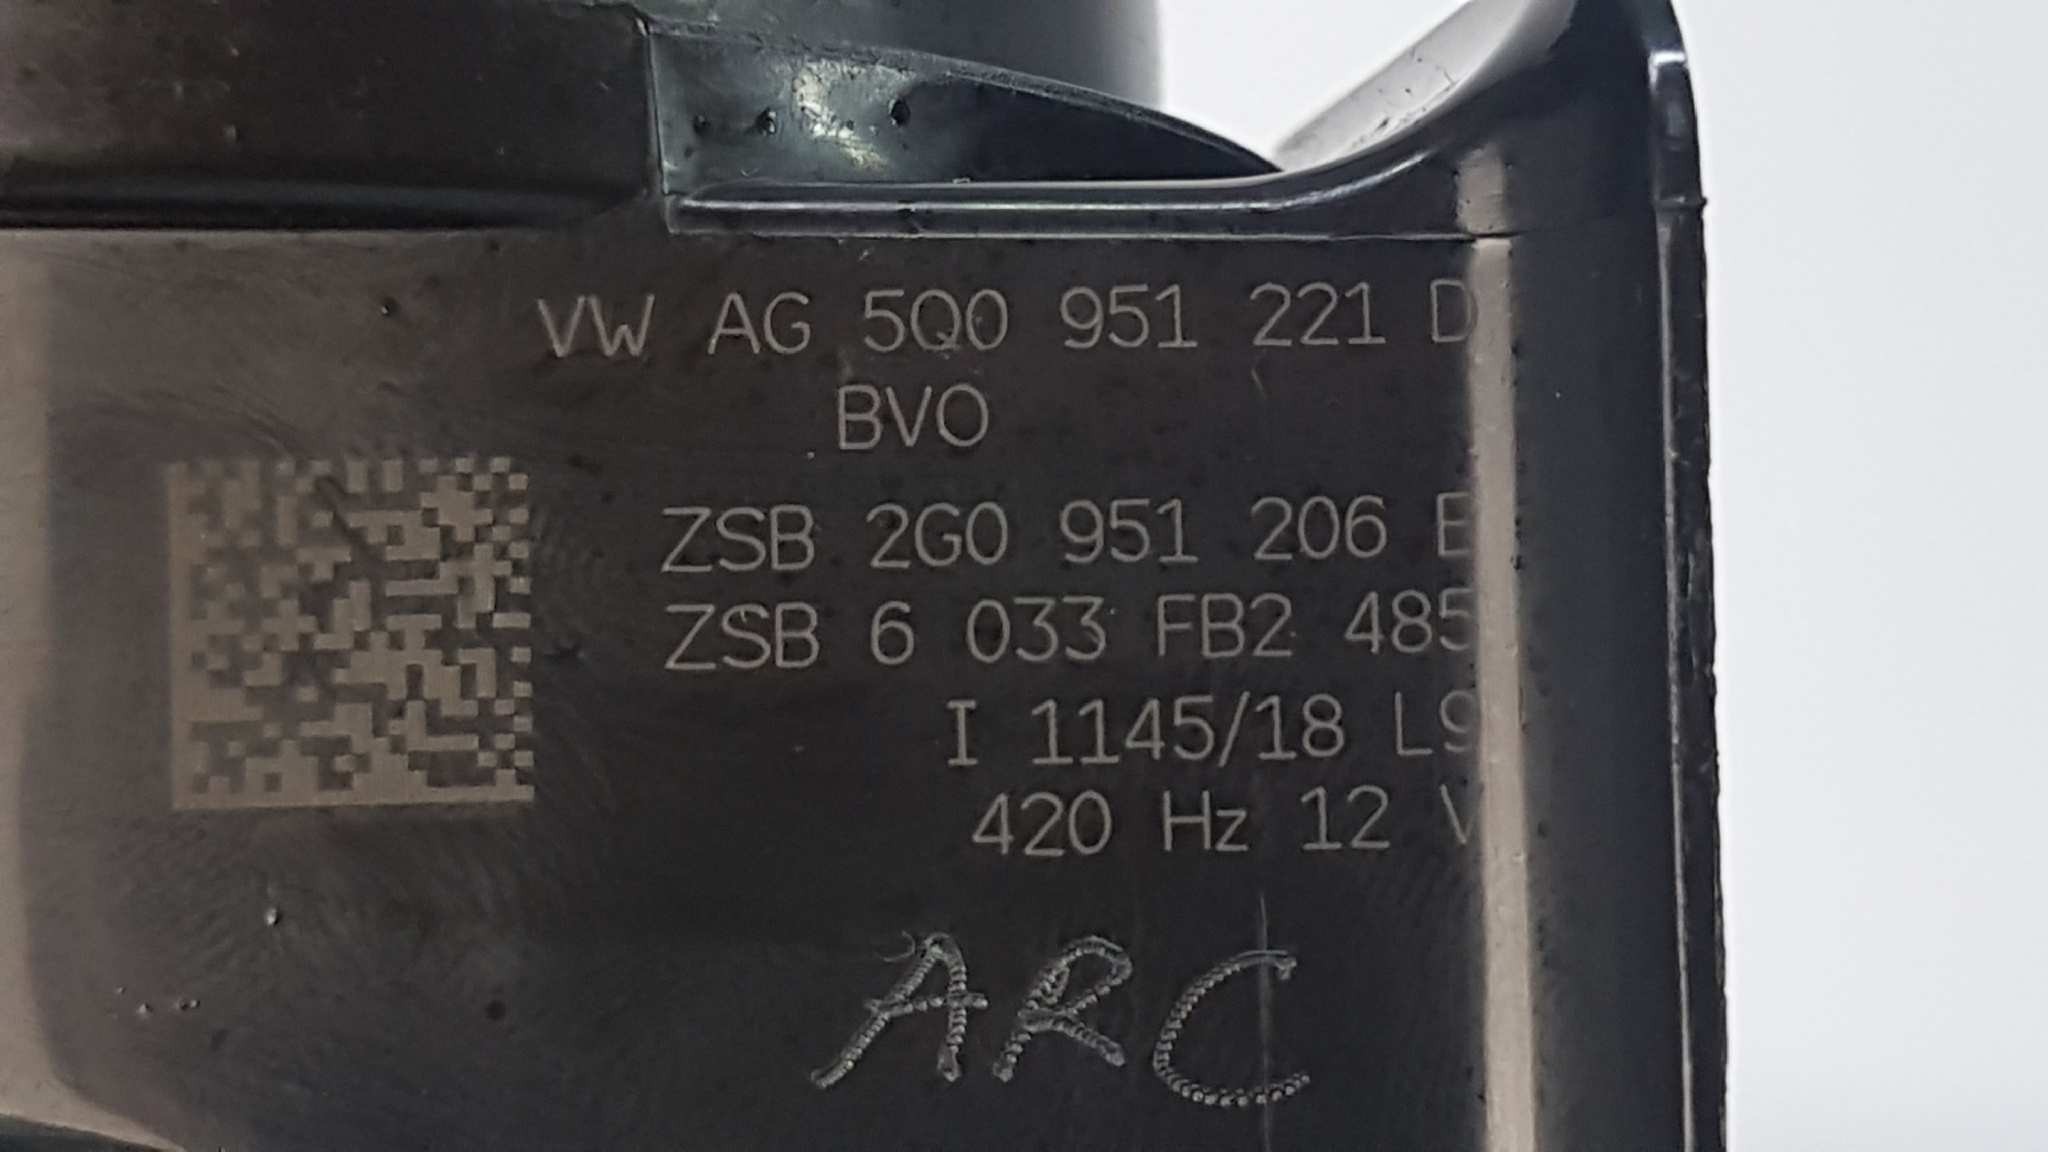 VW AG 5Q0 951 221 D
BVO
ZSB 2G0 951 206
ZSB 6 033 FB2 485
I 1145/18 L9
420 Hz 12 V
ARC